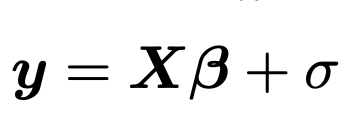 y = Xβ + σ